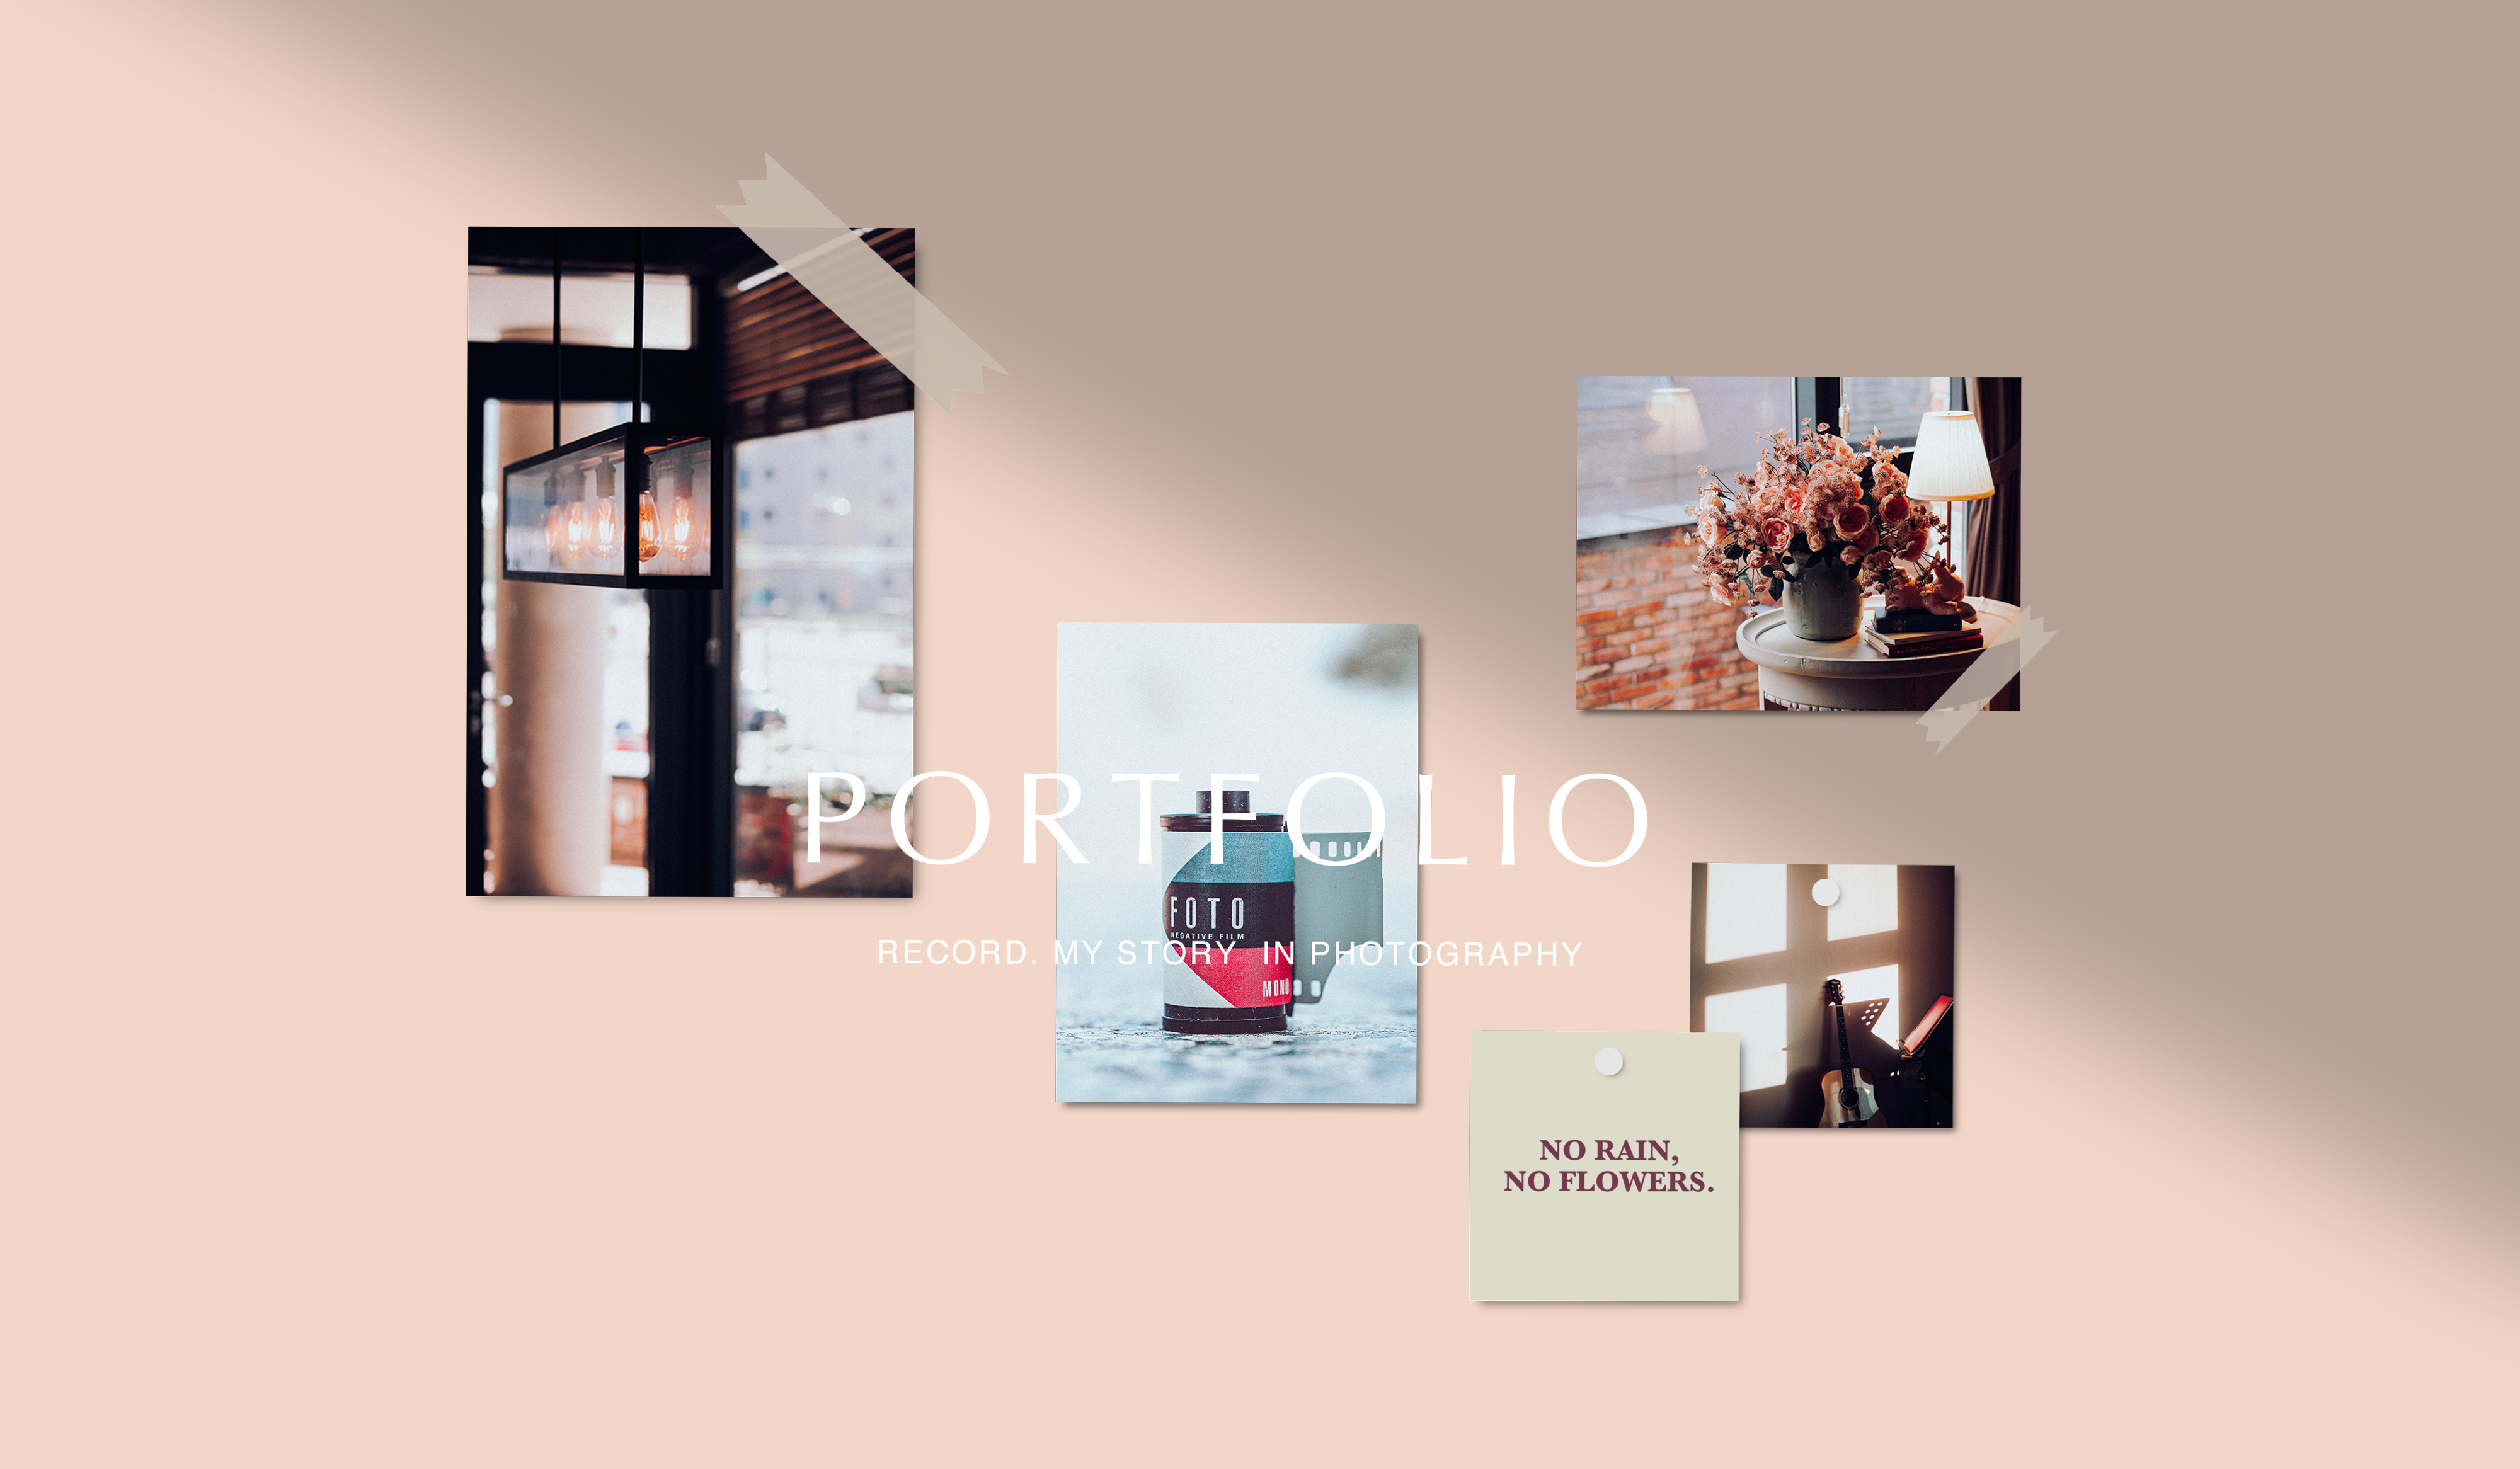 PORTFOLIO
FOTO
NEGATIVE FILM
RECORD. MY STORY IN PHOTOGRAPHY
MONO
NO RAIN,
NO FLOWERS.